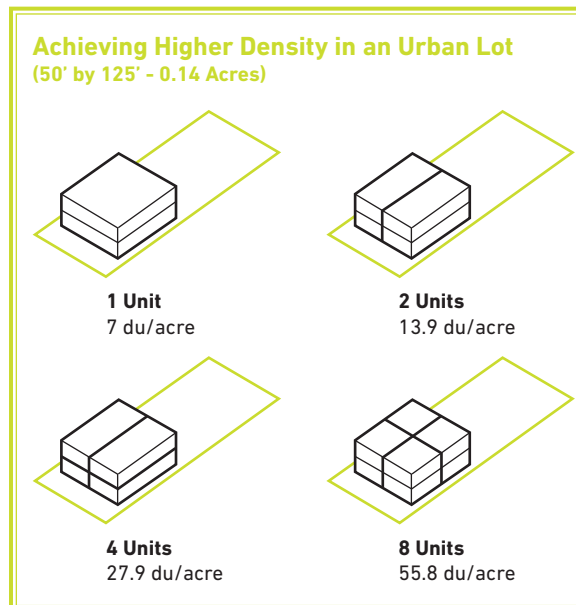 Achieving Higher Density in an Urban Lot
(50' by 125' - 0.14 Acres)
1 Unit
7 du/acre
2 Units
13.9 du/acre
4 Units
27.9 du/acre
8 Units
55.8 du/acre